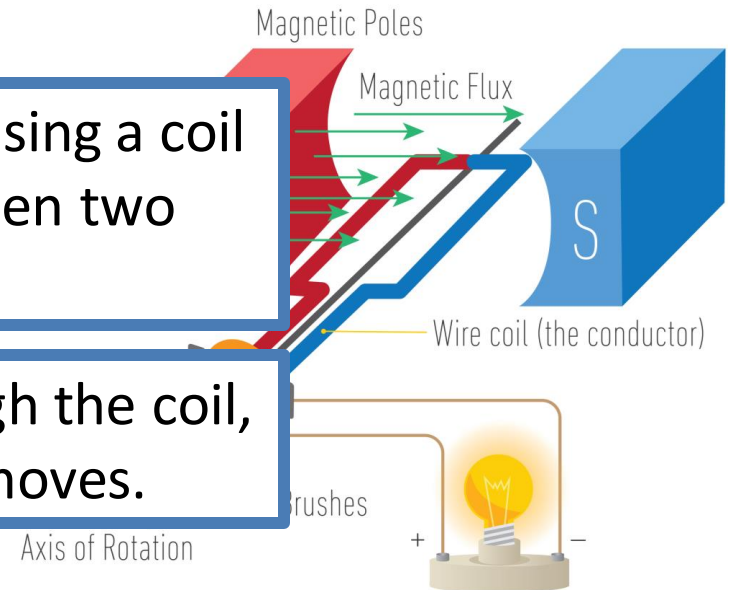 Magnetic Poles
Magnetic Flux
sing a coil
en two
S
Wire coil (the conductor)
gh the coil,
moves.
Brushes
Axis of Rotation
+
–